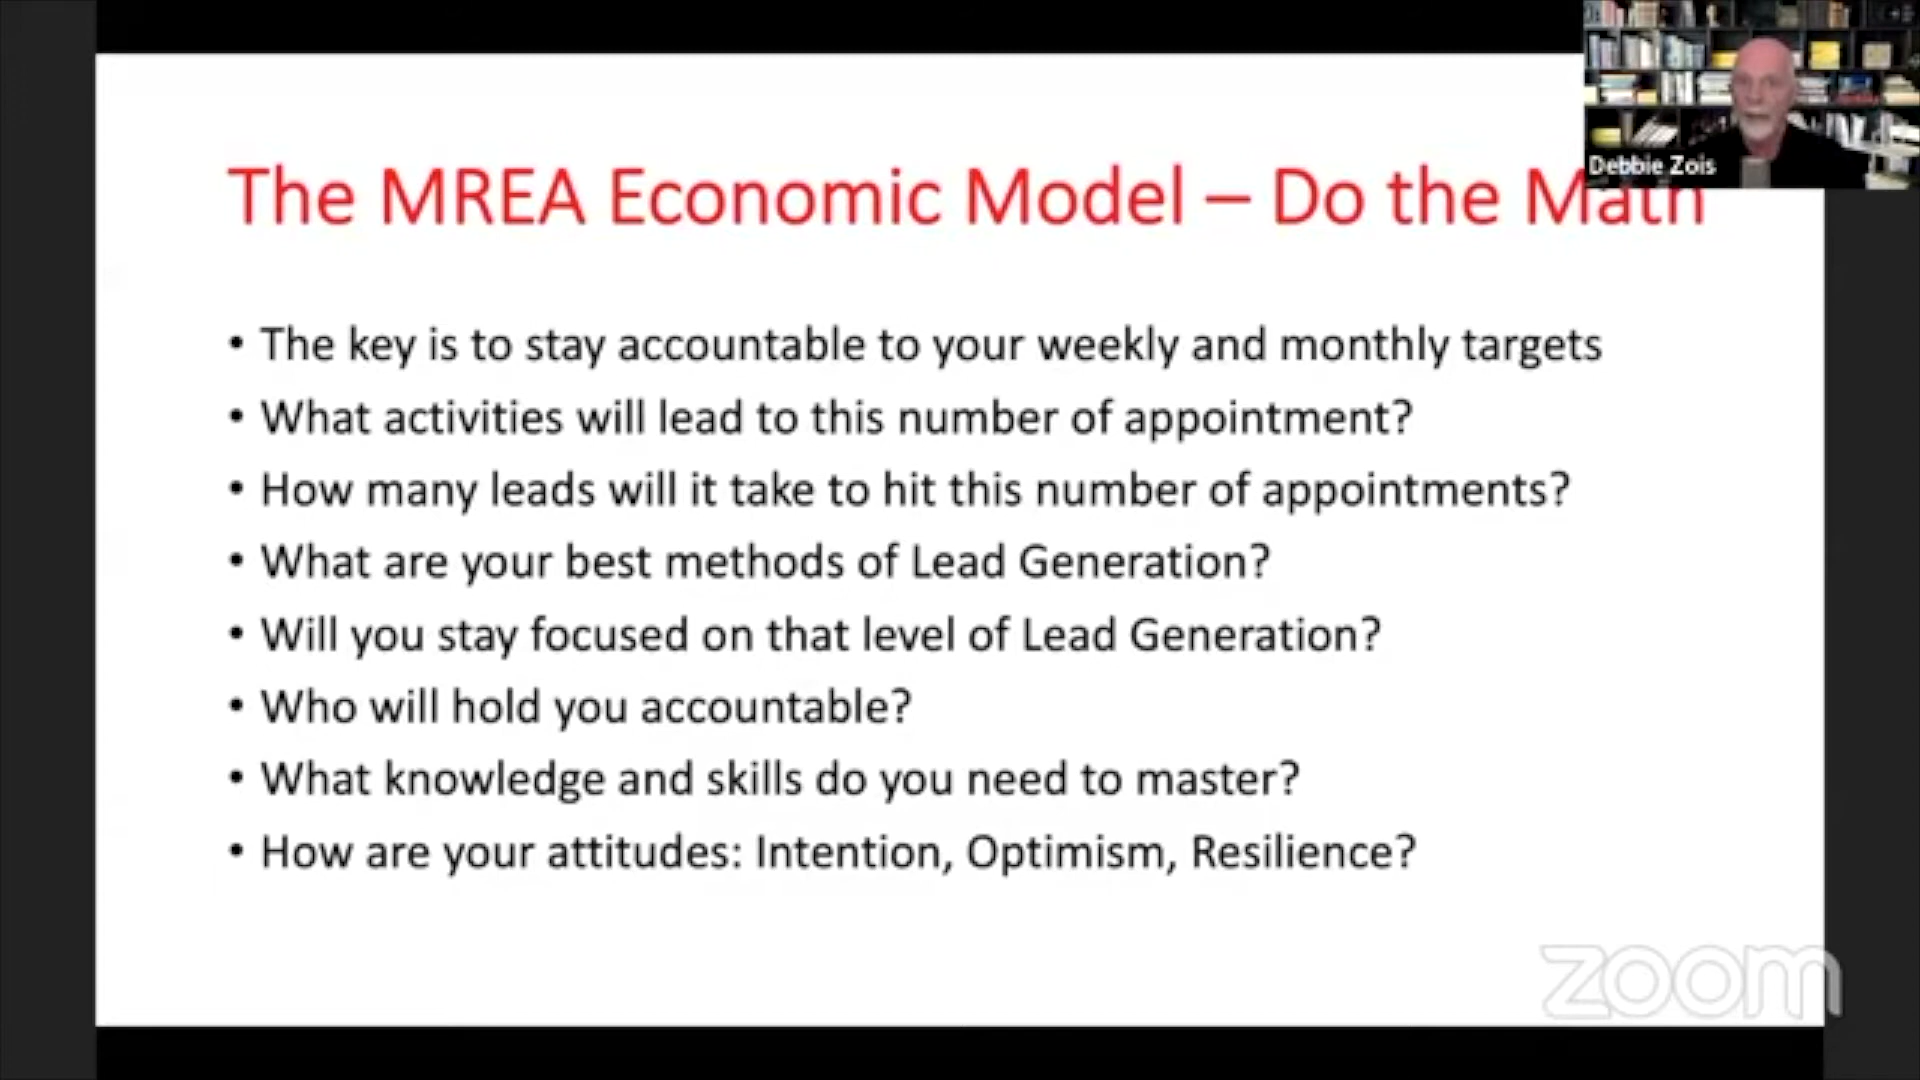 Debbie Zois
The MREA Economic Model – Do the Math
• The key is to stay accountable to your weekly and monthly targets
• What activities will lead to this number of appointment?
• How many leads will it take to hit this number of appointments?
• What are your best methods of Lead Generation?
• Will you stay focused on that level of Lead Generation?
• Who will hold you accountable?
• What knowledge and skills do you need to master?
• How are your attitudes: Intention, Optimism, Resilience?
zoom